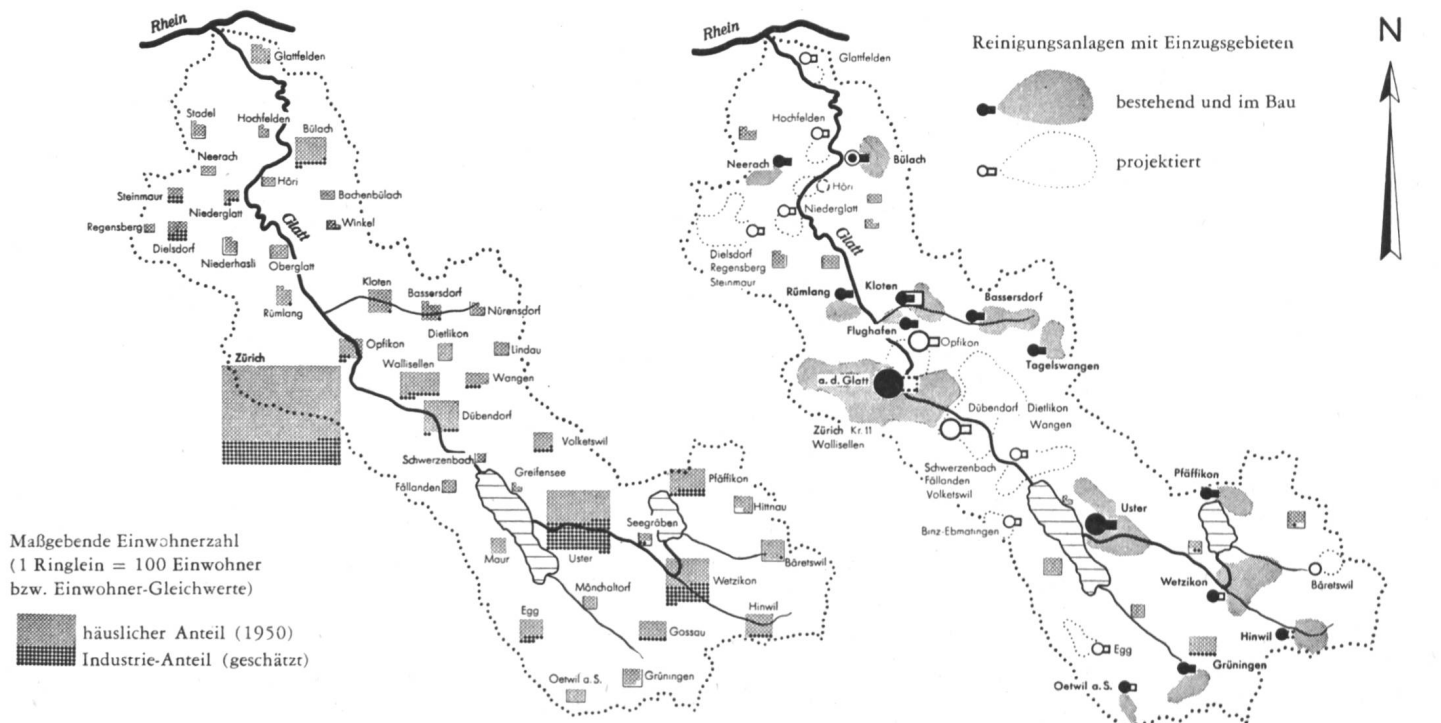 Rhein
Glattfelden
Stadel
Hochfelden
Bülach
Neerach
Höri
Steinmaur
Bachenbülach
Niederglatt
Regensberg
Glatt
Winkel
Dielsdorf
Niederhasli
Oberglatt
Kloten
Bassersdorf
Rümlang
Nürensdorf
Opfikon
Dietlikon
Zürich
Wallisellen
Lindau
Wangen
Dübendorf
Volketswil
Schwerzenbach
Greifensee
Pfäffikon
Fällanden
Hittnau
Seegräben
Maur
Uster
Bäretswil
Mönchaltorf
Wetzikon
Egg
Hinwil
Gossau
Oetwil a.S.
Grüningen
Maßgebende Einwohnerzahl
(1 Ringlein = 100 Einwohner
bzw. Einwohner-Gleichwerte)
häuslicher Anteil (1950)
Industrie-Anteil (geschätzt)
Rhein
Glattfelden
Hochfelden
Neerach
Bülach
Höri
Niederglatt
Glatt
Dielsdorf
Regensberg
Steinmaur
Rümlang
Kloten
Bassersdorf
Flughafen
Opfikon
Tagelswangen
a. d. Glatt
Dübendorf
Dietlikon
Wangen
Zürich Kr. 11
Wallisellen
Schwerzenbach
Fällanden
Volketswil
Pfäffikon
Uster
Binz-Ebmatingen
Wetzikon
Bäretswil
Hinwil
Egg
Grüningen
Oetwil a. S.
Reinigungsanlagen mit Einzugsgebieten
bestehend und im Bau
projektiert
N